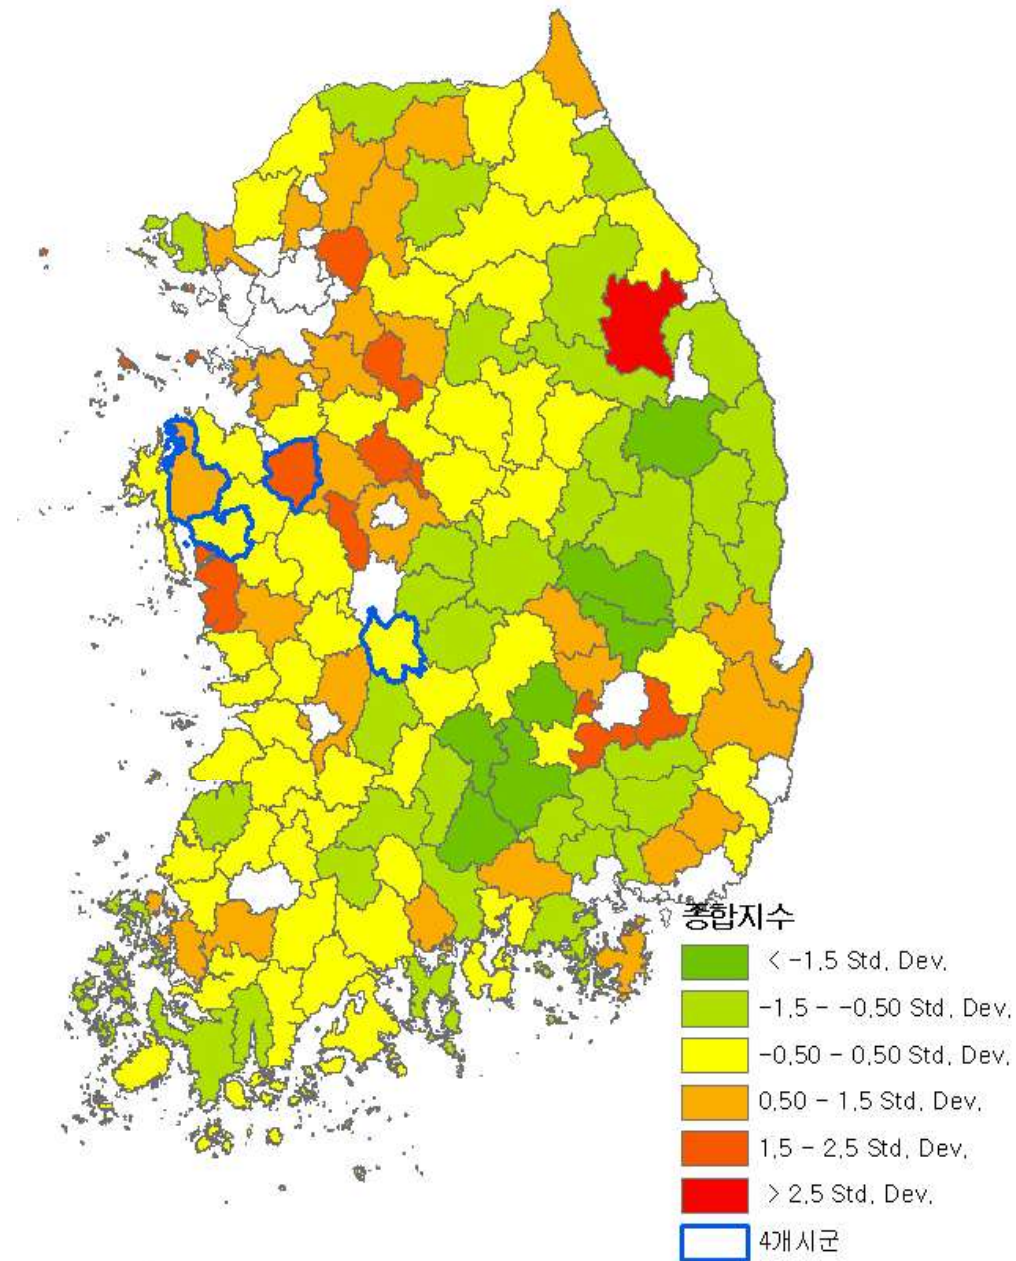 종합지수
< -1.5 Std. Dev.
-1.5 - -0.50 Std. Dev.
-0.50 - 0.50 Std. Dev.
0.50 - 1.5 Std. Dev.
1.5 - 2.5 Std. Dev.
> 2.5 Std. Dev.
4개시군